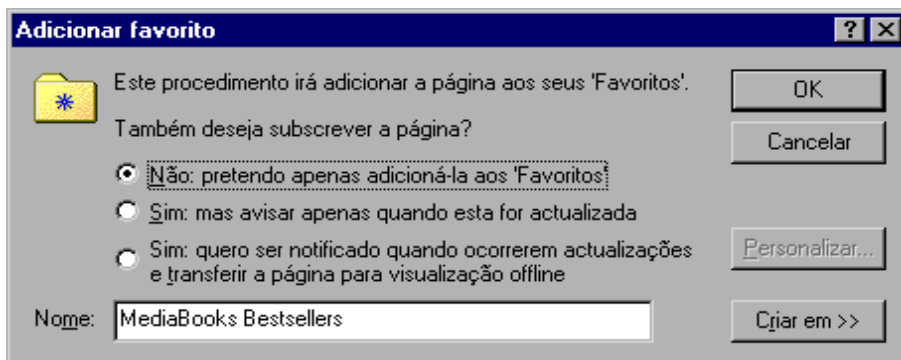 Adicionar favorito
Este procedimento irá adicionar a página aos seus 'Favoritos'.
OK
Também deseja subscrever a página?
Cancelar
Não: pretendo apenas adicioná-la aos 'Favoritos'
Sim: mas avisar apenas quando esta for actualizada
Sim: quero ser notificado quando ocorrerem actualizações
e transferir a página para visualização offline
Personalizar...
Nome: MediaBooks Bestsellers
Criar em >>